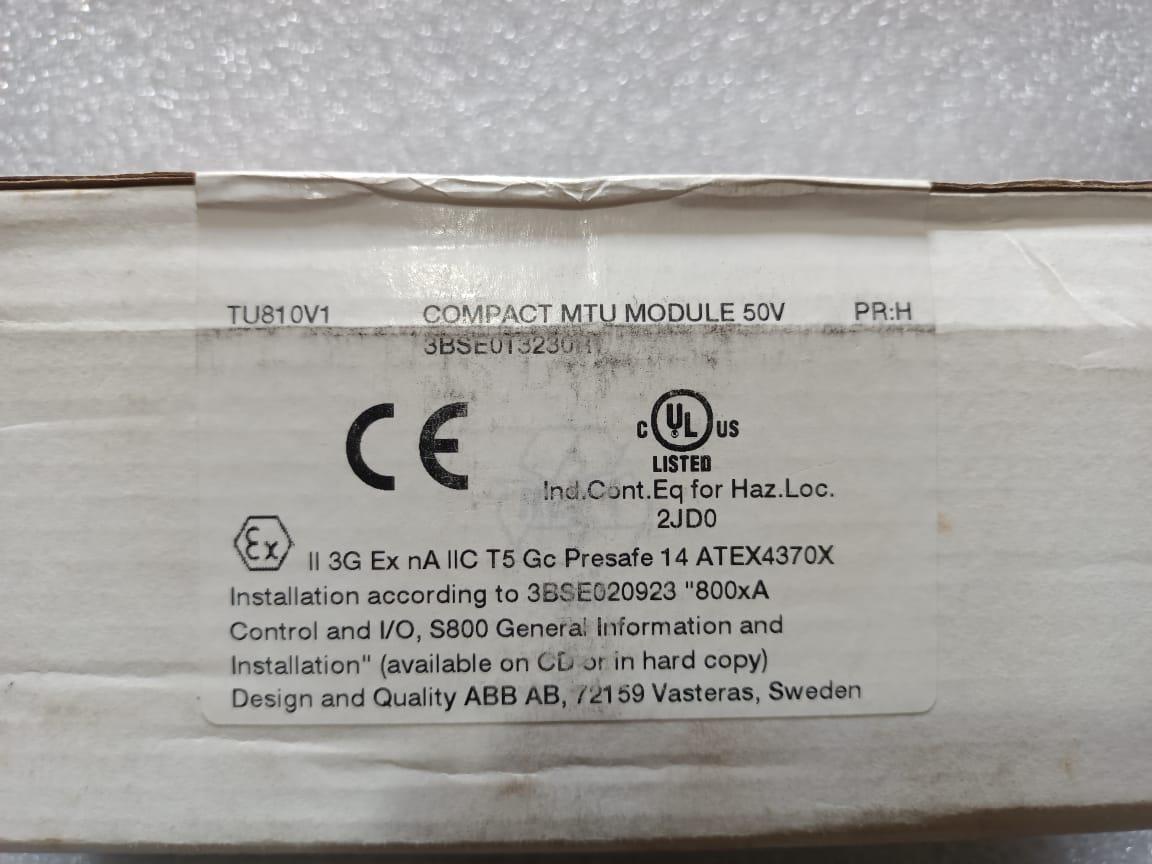 TU810V1 COMPACT MTU MODULE 50V PR:H
3BSE013230R1
CE
C UL US
LISTED
Ind.Cont.Eq for Haz.Loc.
2JD0
Ex II 3G Ex nA IIC T5 Gc Presafe 14 ATEX4370X
Installation according to 3BSE020923 "800xA
Control and I/O, S800 General Information and
Installation" (available on CD or in hard copy)
Design and Quality ABB AB, 72159 Vasteras, Sweden